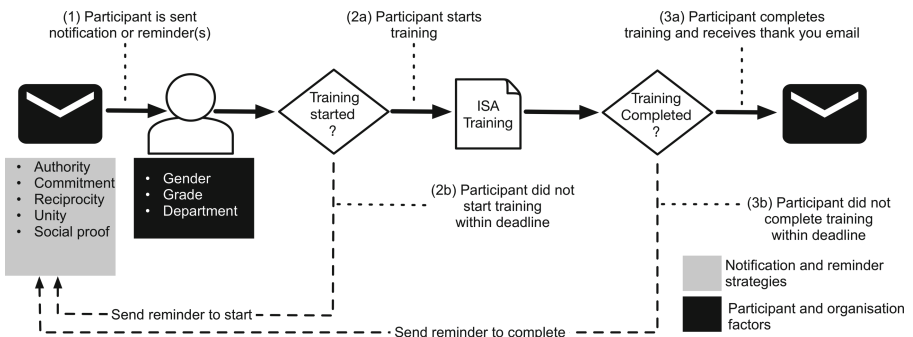 (1) Participant is sent
notification or reminder(s)
(2a) Participant starts
training
(3a) Participant completes
training and receives thank you email
Training
started
?
ISA
Training
Training
Completed
?
• Authority
• Commitment
• Reciprocity
• Unity
• Social proof
• Gender
• Grade
• Department
(2b) Participant did not
start training
within deadline
(3b) Participant did not
complete training
within deadline
Notification and reminder
strategies
Participant and organisation
factors
Send reminder to start
Send reminder to complete